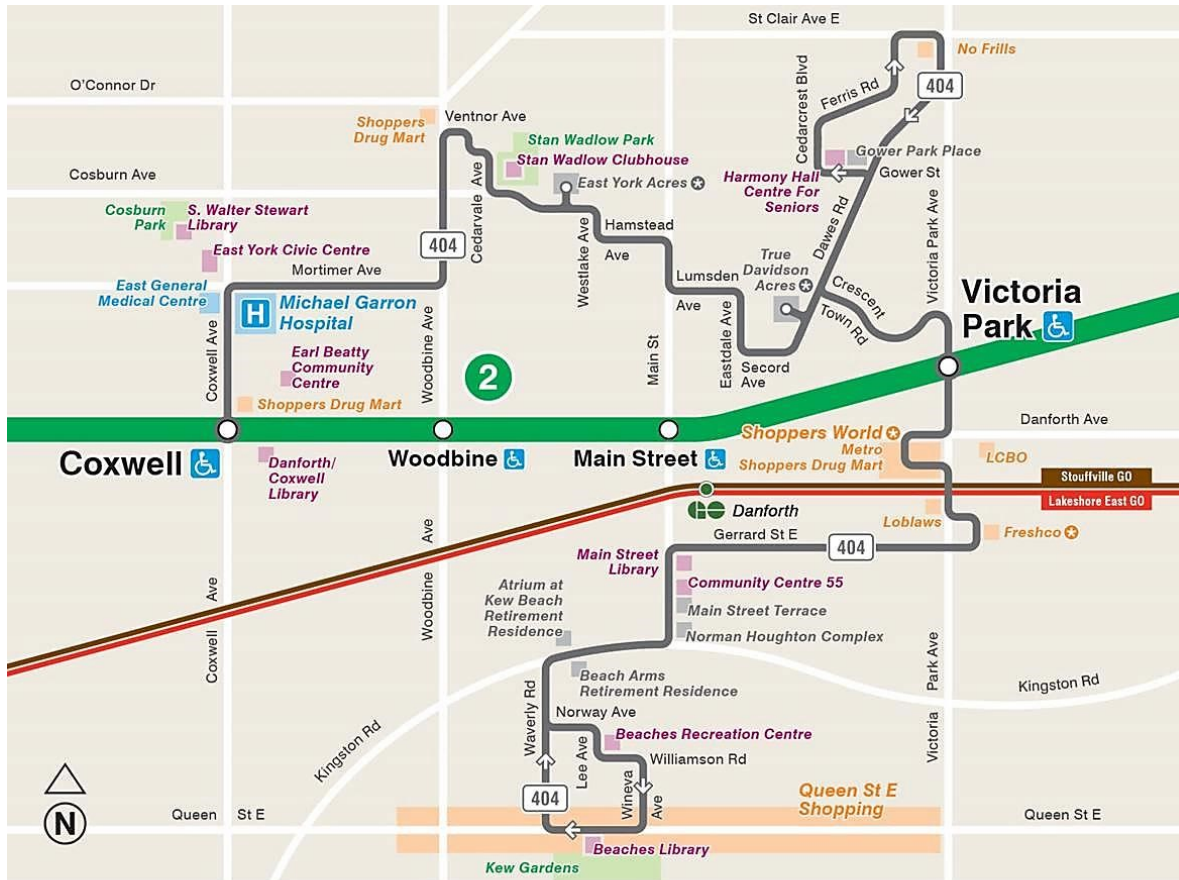 St Clair Ave E
No Frills
404
O'Connor Dr
Cedarcrest Blvd
Ferris Rd
Shoppers
Drug Mart
Ventnor Ave
Stan Wadlow Park
Stan Wadlow Clubhouse
East York Acres
Gower Park Place
Gower St
Harmony Hall
Centre For
Seniors
Cosburn Ave
Cosburn
Park
S. Walter Stewart
Library
East York Civic Centre
Mortimer Ave
404
Cedarvale Ave
Westlake Ave
Hamstead
Ave
Dawes Rd
Victoria Park Ave
True
Davidson
Acres
Lumsden
Ave
Crescent
Town Rd
Victoria
Park
East General
Medical Centre
H
Michael Garron
Hospital
Coxwell Ave
Woodbine Ave
Main St
Eastdale Ave
Secord
Ave
Earl Beatty
Community
Centre
2
Shoppers Drug Mart
Danforth Ave
Coxwell
Woodbine
Main Street
Shoppers World
Metro
Shoppers Drug Mart
LCBO
Danforth/
Coxwell
Library
Stouffville GO
Lakeshore East GO
GO
Danforth
Loblaws
Freshco
Gerrard St E
404
Main Street
Library
Community Centre 55
Main Street Terrace
Norman Houghton Complex
Atrium at
Kew Beach
Retirement
Residence
Coxwell Ave
Woodbine Ave
Victoria Park Ave
Beach Arms
Retirement Residence
Kingston Rd
Kingston Rd
Waverly Rd
Norway Ave
Lee Ave
Beaches Recreation Centre
Williamson Rd
Wineva
Ave
404
Queen St E
Shopping
N
Queen St E
Queen St E
Beaches Library
Kew Gardens